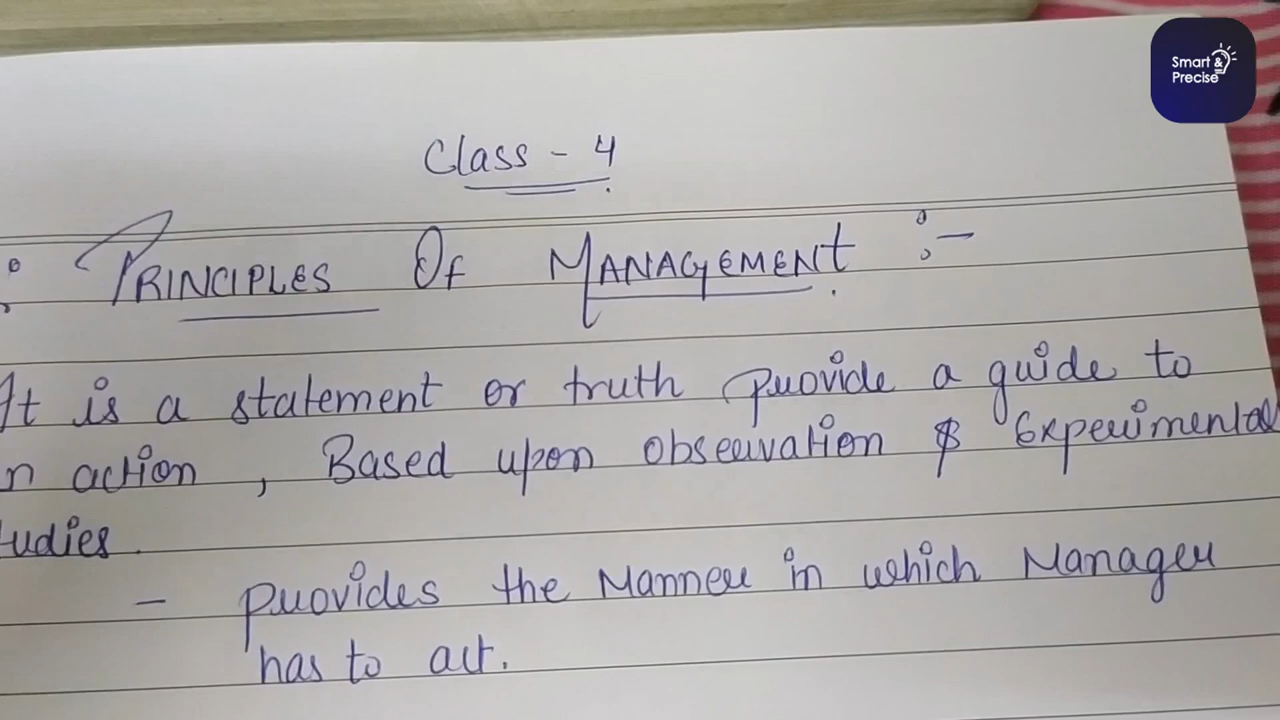 Class - 4
: PRINCIPLES Of MANAGEMENT :-
It is a statement or truth provide a guide to
n action , Based upon observation & Experimental
tudies.
- Provides the Manner in which Manager
has to act.
Smart &
Precise